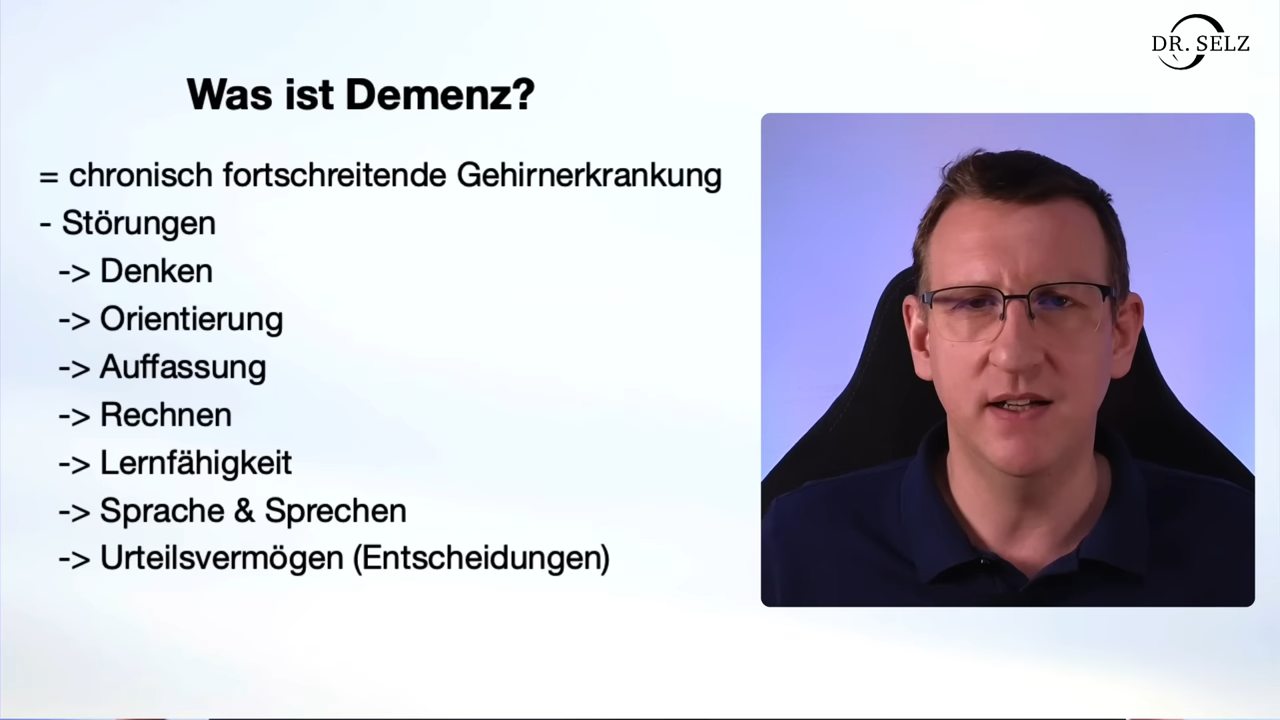 DR. SELZ
Was ist Demenz?
= chronisch fortschreitende Gehirnerkrankung
- Störungen
-> Denken
-> Orientierung
-> Auffassung
-> Rechnen
-> Lernfähigkeit
-> Sprache & Sprechen
-> Urteilsvermögen (Entscheidungen)